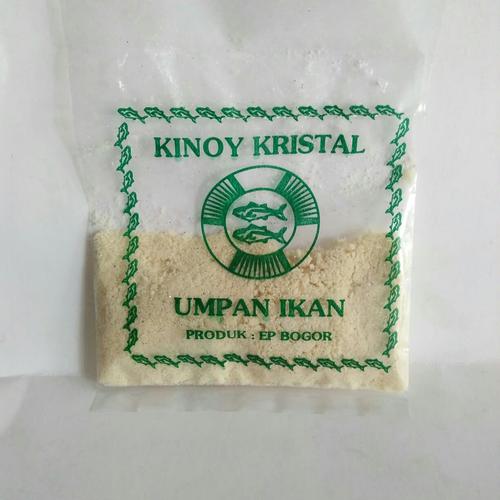 KINOY KRISTAL
UMPAN IKAN
PRODUK : EP BOGOR